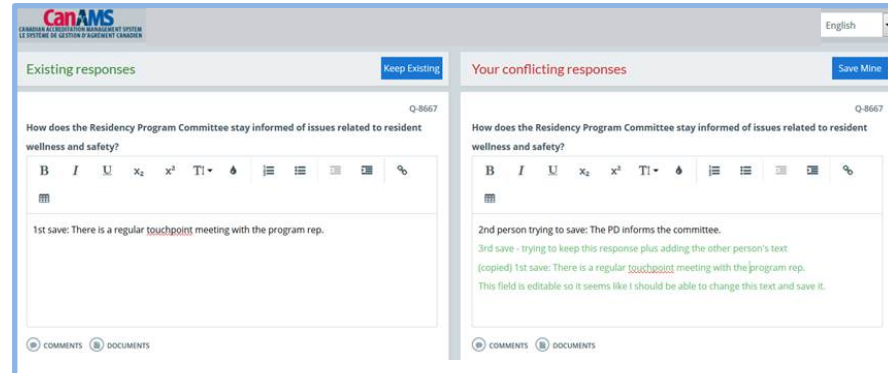 CanAMS
CANADIAN ACCREDITATION MANAGEMENT SYSTEM
LE SYSTÈME DE GESTION D'AGRÉMENT CANADIEN
English
Existing responses
Keep Existing
Q-8667
How does the Residency Program Committee stay informed of issues related to resident
wellness and safety?
B I U x₂ x² T
1st save: There is a regular touchpoint meeting with the program rep.
COMMENTS DOCUMENTS
Your conflicting responses
Save Mine
Q-8667
How does the Residency Program Committee stay informed of issues related to resident
wellness and safety?
B I U x₂ x² T
2nd person trying to save: The PD informs the committee.
3rd save - trying to keep this response plus adding the other person's text
(copied) 1st save: There is a regular touchpoint meeting with the program rep.
This field is editable so it seems like I should be able to change this text and save it.
COMMENTS DOCUMENTS